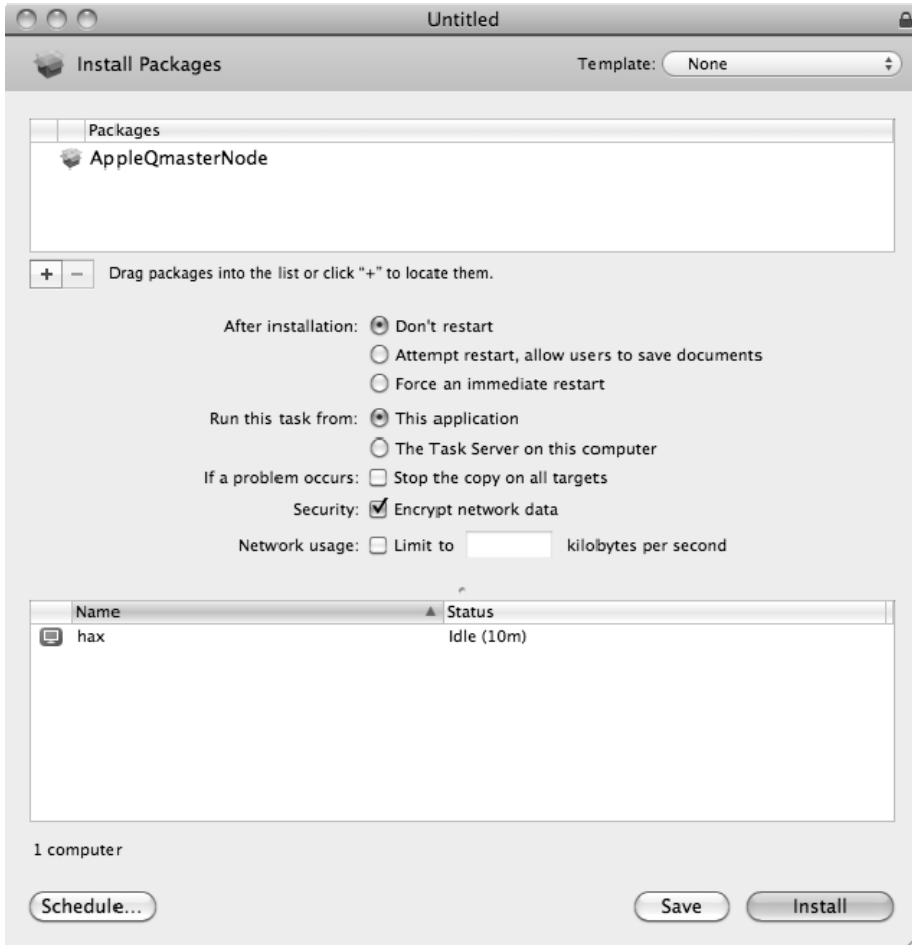 Untitled
Install Packages
Template: None
Packages
AppleQmasterNode
+ − Drag packages into the list or click “+” to locate them.
After installation: Don't restart
Attempt restart, allow users to save documents
Force an immediate restart
Run this task from: This application
The Task Server on this computer
If a problem occurs: Stop the copy on all targets
Security: Encrypt network data
Network usage: Limit to kilobytes per second
Name Status
hax Idle (10m)
1 computer
Schedule... Save Install